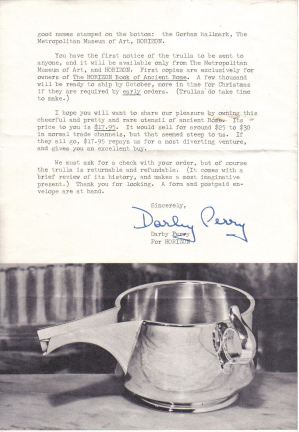 good names stamped on the bottom: the Gorham hallmark, The
Metropolitan Museum of Art, HORIZON.
You have the first notice of the trulla to be sent to
anyone, and it will be available only from The Metropolitan
Museum of Art, and HORIZON. First copies are exclusively for
owners of The HORIZON Book of Ancient Rome. A few thousand
will be ready to ship by October, more in time for Christmas
if they are required by early orders. (Trullas do take time
to make.)
I hope you will want to share our pleasure by owning this
cheerful and pretty and rare utensil of ancient Rome. Its
price to you is $17.95. It would sell for around $25 to $30
in normal trade channels, but that seemed steep to us. If
they all go, $17.95 repays us for a most diverting venture,
and gives you an excellent buy.
We must ask for a check with your order, but of course
the trulla is returnable and refundable. (It comes with a
brief review of its history, and makes a most imaginative
present.) Thank you for looking. A form and postpaid en-
velope are at hand.
Sincerely,
Darby Perry
Darby Perry
For HORIZON